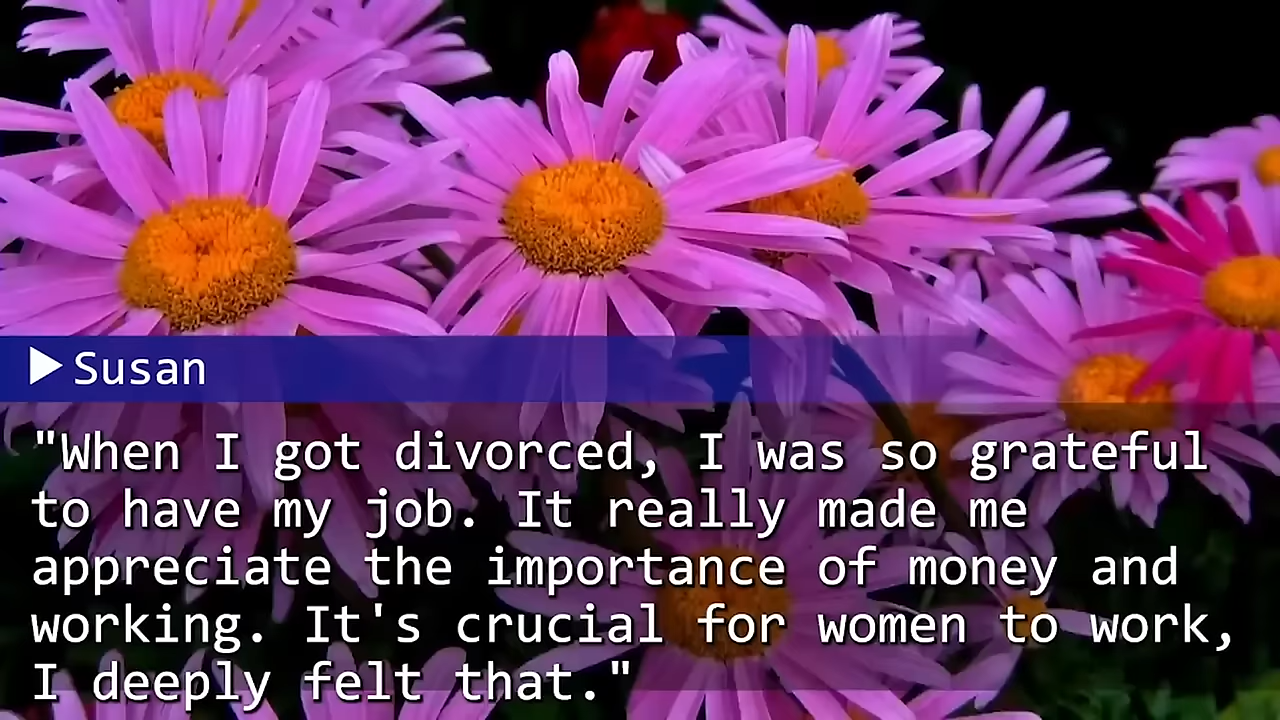 ▶Susan
"When I got divorced, I was so grateful
to have my job. It really made me
appreciate the importance of money and
working. It's crucial for women to work,
I deeply felt that."